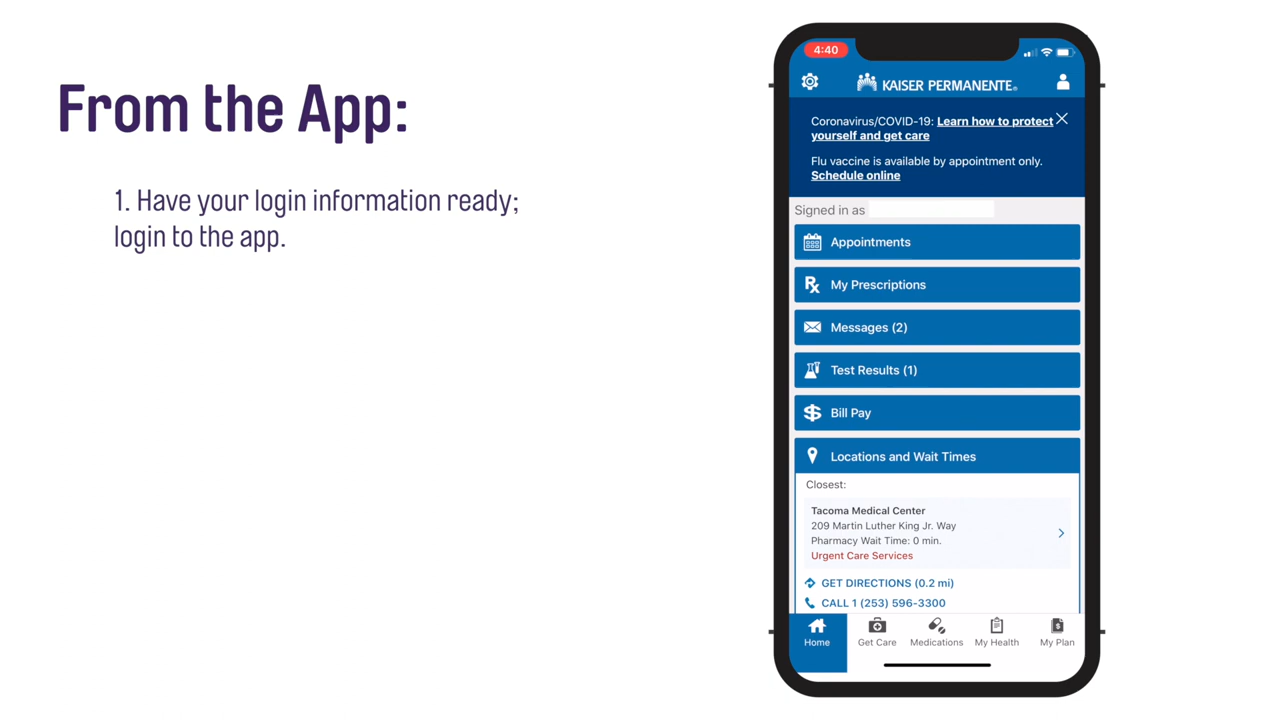 From the App:
1. Have your login information ready;
login to the app.
4:40
KAISER PERMANENTE®
Coronavirus/COVID-19: Learn how to protect
yourself and get care
Flu vaccine is available by appointment only.
Schedule online
Signed in as
Appointments
My Prescriptions
Messages (2)
Test Results (1)
Bill Pay
Locations and Wait Times
Closest:
Tacoma Medical Center
209 Martin Luther King Jr. Way
Pharmacy Wait Time: 0 min.
Urgent Care Services
GET DIRECTIONS (0.2 mi)
CALL 1 (253) 596-3300
Home Get Care Medications My Health My Plan